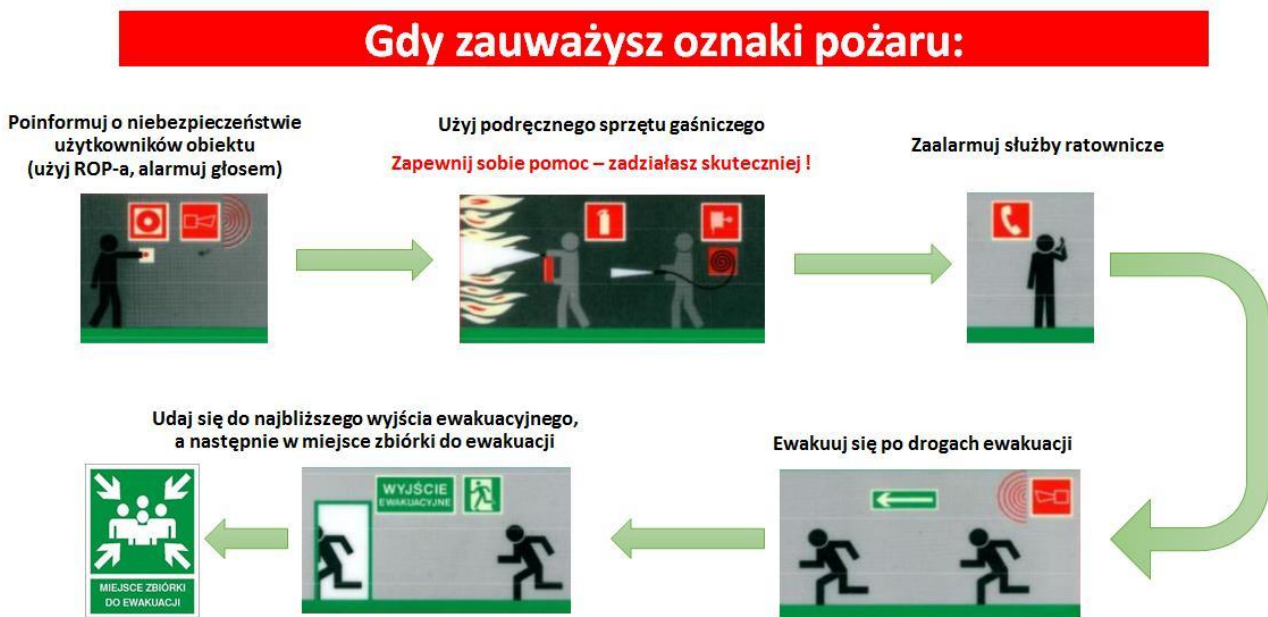 Gdy zauważysz oznaki pożaru:
Poinformuj o niebezpieczeństwie
użytkowników obiektu
(użyj ROP-a, alarmuj głosem)
Użyj podręcznego sprzętu gaśniczego
Zapewnij sobie pomoc – zadziałasz skuteczniej !
Zaalarmuj służby ratownicze
Ewakuuj się po drogach ewakuacji
Udaj się do najbliższego wyjścia ewakuacyjnego,
a następnie w miejsce zbiórki do ewakuacji
WYJŚCIE
EWAKUACYJNE
MIEJSCE ZBIÓRKI
DO EWAKUACJI